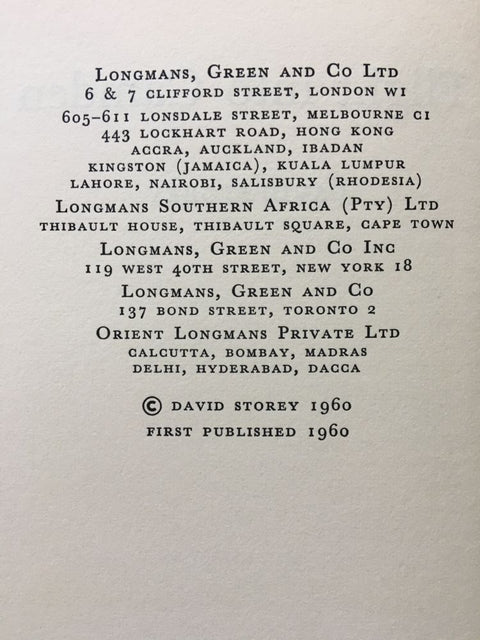 Longmans, Green and Co Ltd
6 & 7 Clifford Street, London W1
605–611 Lonsdale Street, Melbourne C1
443 Lockhart Road, Hong Kong
Accra, Auckland, Ibadan
Kingston (Jamaica), Kuala Lumpur
Lahore, Nairobi, Salisbury (Rhodesia)
Longmans Southern Africa (Pty) Ltd
Thibault House, Thibault Square, Cape Town
Longmans, Green and Co Inc
119 West 40th Street, New York 18
Longmans, Green and Co
137 Bond Street, Toronto 2
Orient Longmans Private Ltd
Calcutta, Bombay, Madras
Delhi, Hyderabad, Dacca
© David Storey 1960
First Published 1960